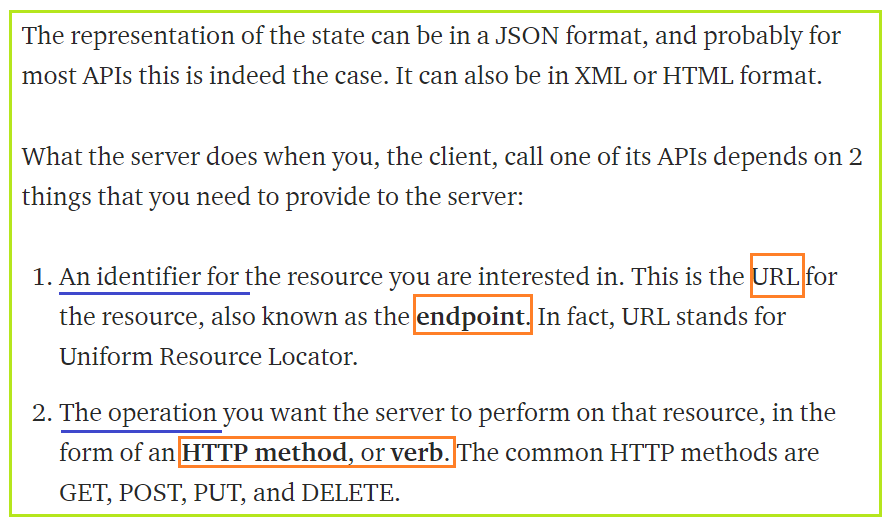 The representation of the state can be in a JSON format, and probably for
most APIs this is indeed the case. It can also be in XML or HTML format.
What the server does when you, the client, call one of its APIs depends on 2
things that you need to provide to the server:
1. An identifier for the resource you are interested in. This is the URL for
the resource, also known as the endpoint. In fact, URL stands for
Uniform Resource Locator.
2. The operation you want the server to perform on that resource, in the
form of an HTTP method, or verb. The common HTTP methods are
GET, POST, PUT, and DELETE.